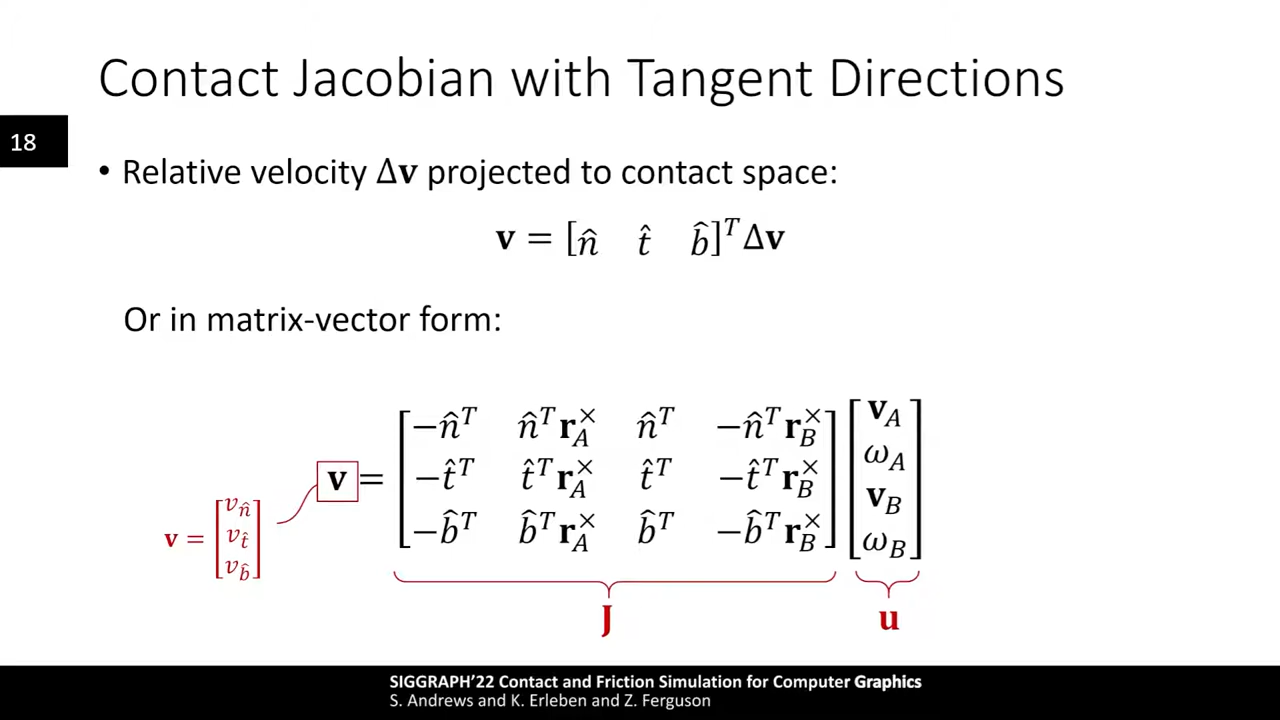 Contact Jacobian with Tangent Directions
18
• Relative velocity Δ𝐯 projected to contact space:
𝐯 = [n̂ t̂ b̂]ᵀ Δ𝐯
Or in matrix-vector form:
𝐯 = [−n̂ᵀ n̂ᵀ𝐫_A^× n̂ᵀ −n̂ᵀ𝐫_B^×
−t̂ᵀ t̂ᵀ𝐫_A^× t̂ᵀ −t̂ᵀ𝐫_B^×
−b̂ᵀ b̂ᵀ𝐫_A^× b̂ᵀ −b̂ᵀ𝐫_B^×]
[𝐯_A
ω_A
𝐯_B
ω_B]
𝐯 = [v_n̂
v_t̂
v_b̂]
𝐉
𝐮
SIGGRAPH'22 Contact and Friction Simulation for Computer Graphics
S. Andrews and K. Erleben and Z. Ferguson